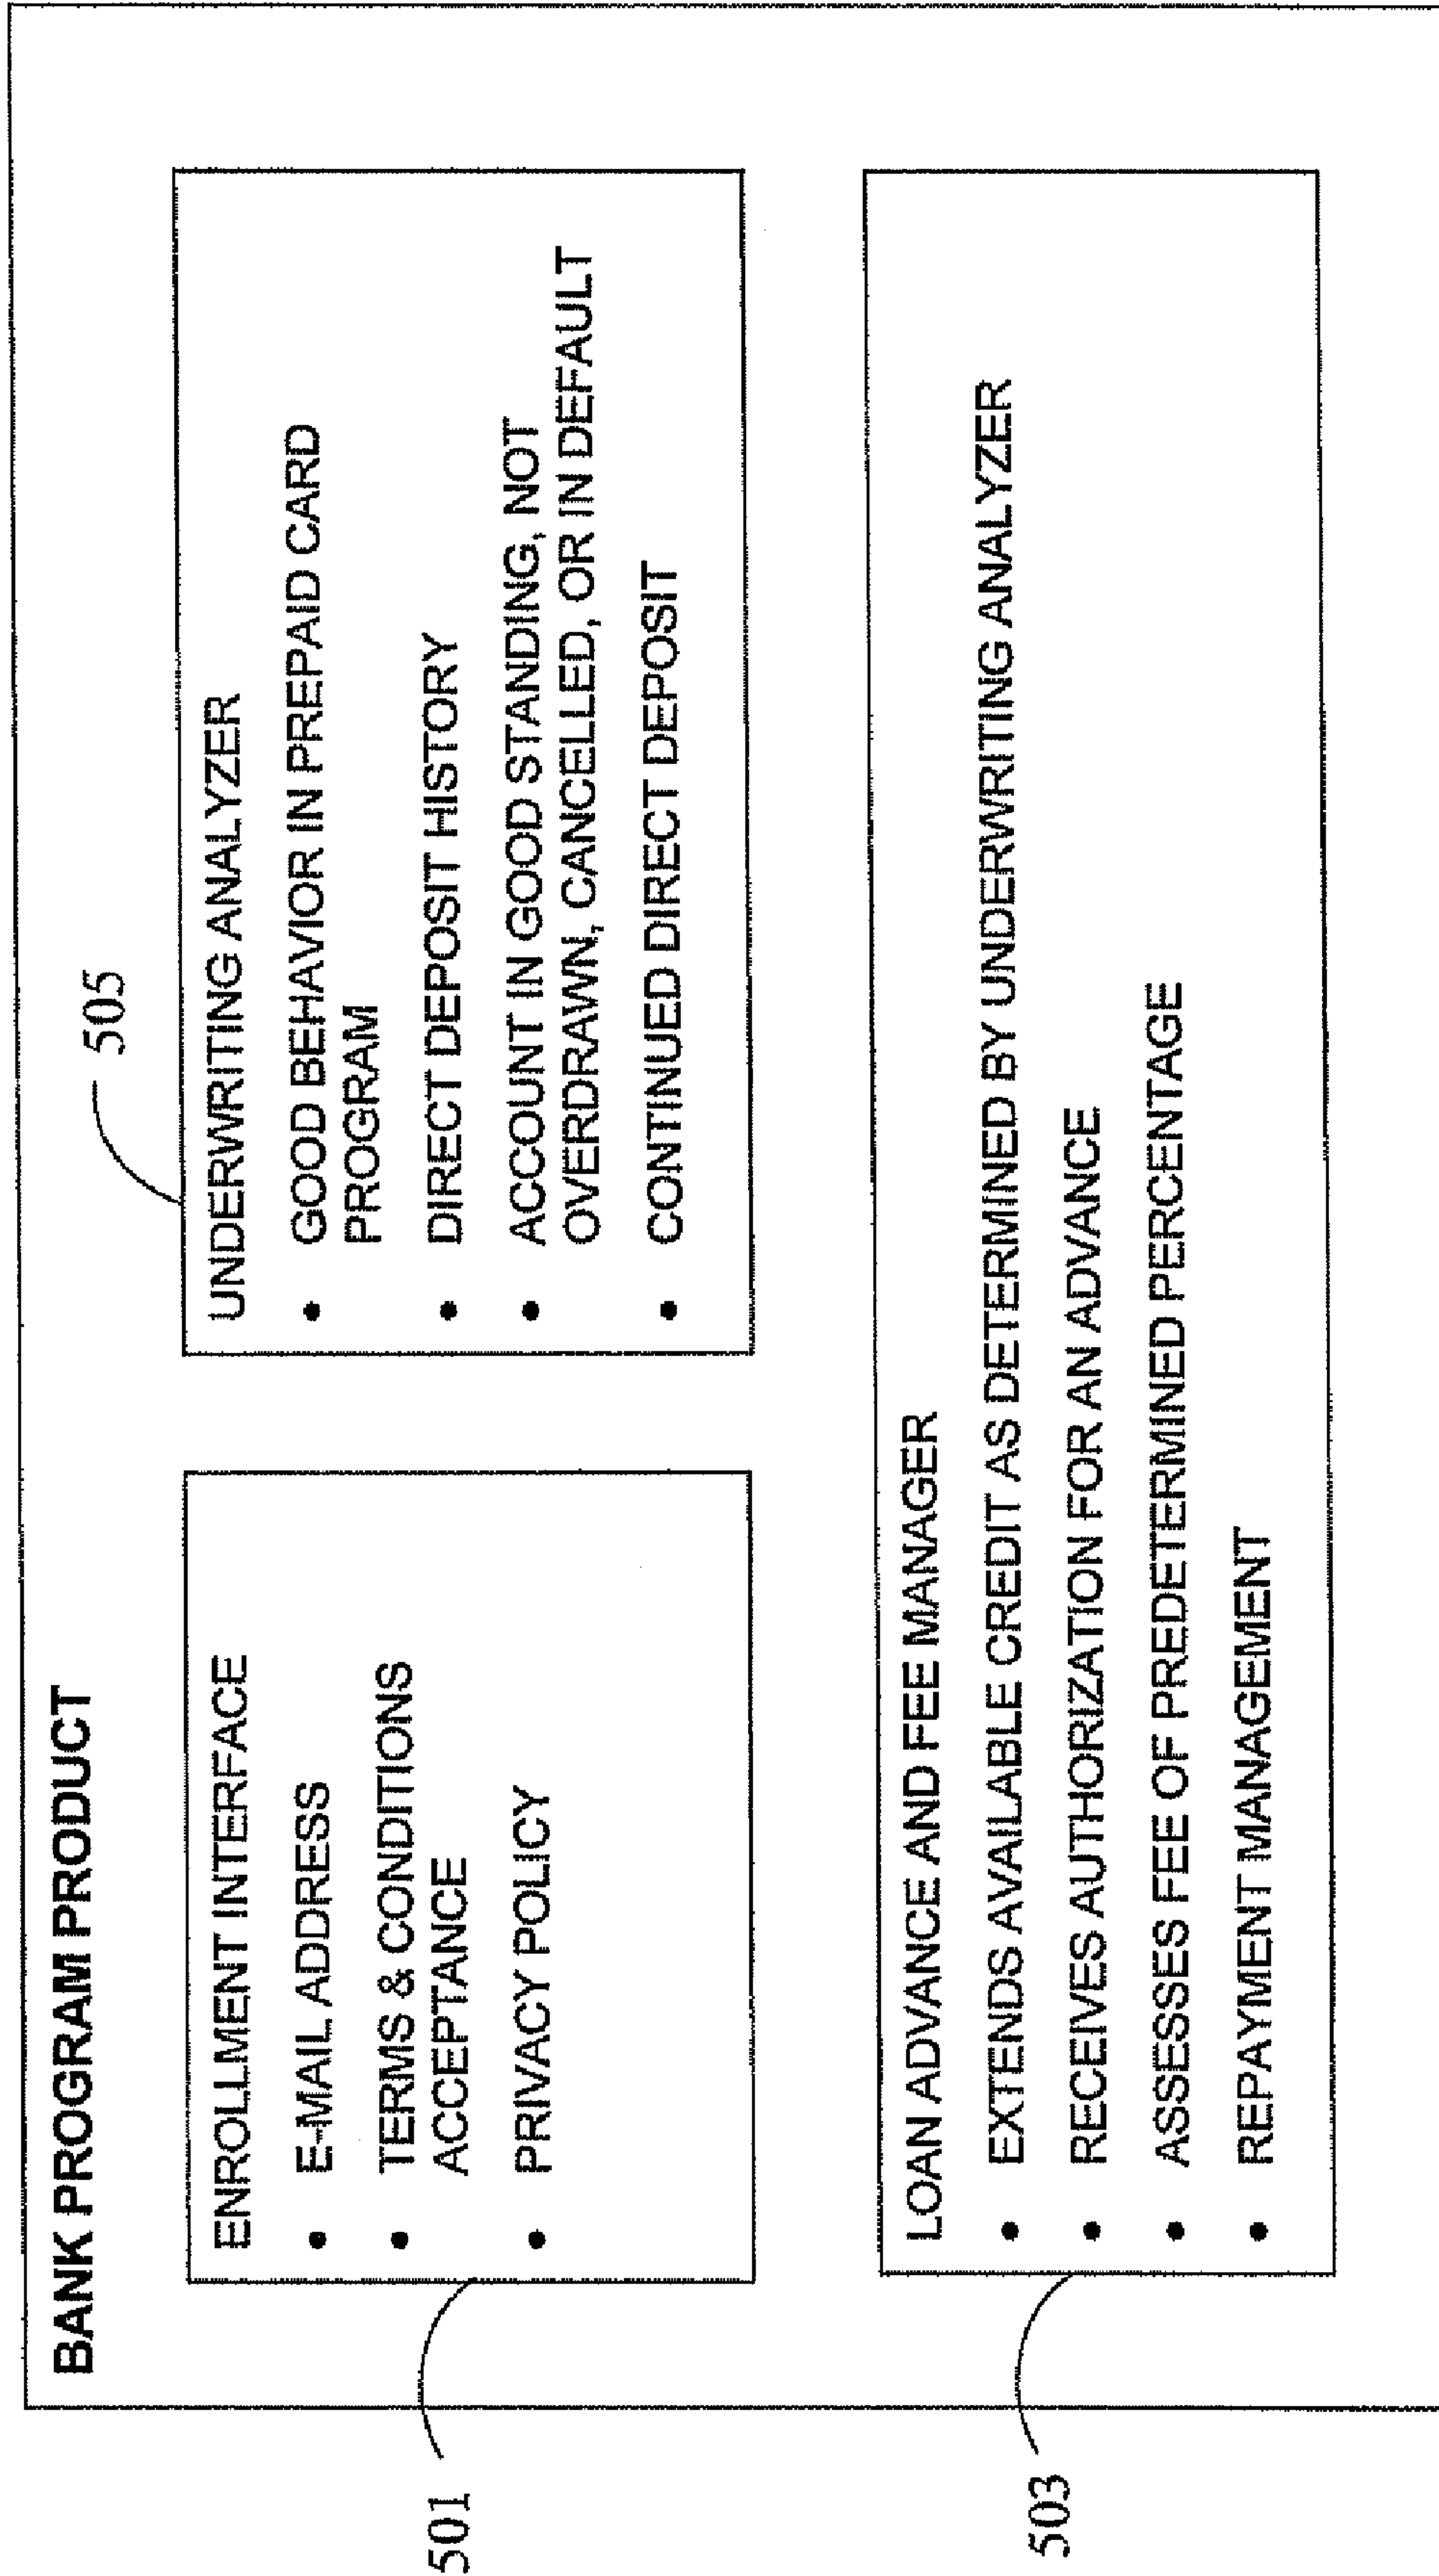 BANK PROGRAM PRODUCT
501
ENROLLMENT INTERFACE
• E-MAIL ADDRESS
• TERMS & CONDITIONS
ACCEPTANCE
• PRIVACY POLICY
505
UNDERWRITING ANALYZER
• GOOD BEHAVIOR IN PREPAID CARD
PROGRAM
• DIRECT DEPOSIT HISTORY
• ACCOUNT IN GOOD STANDING, NOT
OVERDRAWN, CANCELLED, OR IN DEFAULT
• CONTINUED DIRECT DEPOSIT
503
LOAN ADVANCE AND FEE MANAGER
• EXTENDS AVAILABLE CREDIT AS DETERMINED BY UNDERWRITING ANALYZER
• RECEIVES AUTHORIZATION FOR AN ADVANCE
• ASSESSES FEE OF PREDETERMINED PERCENTAGE
• REPAYMENT MANAGEMENT